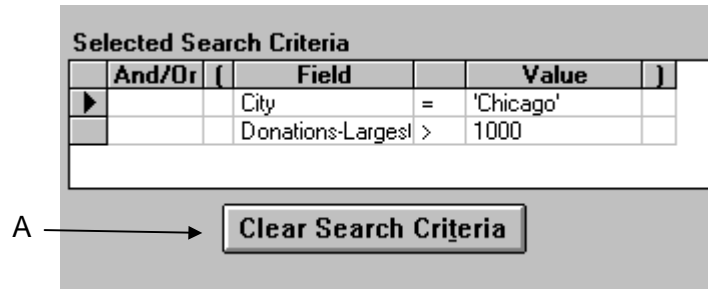 Selected Search Criteria
And/Or ( Field Value )
City = 'Chicago'
Donations-Largest > 1000
A
Clear Search Criteria